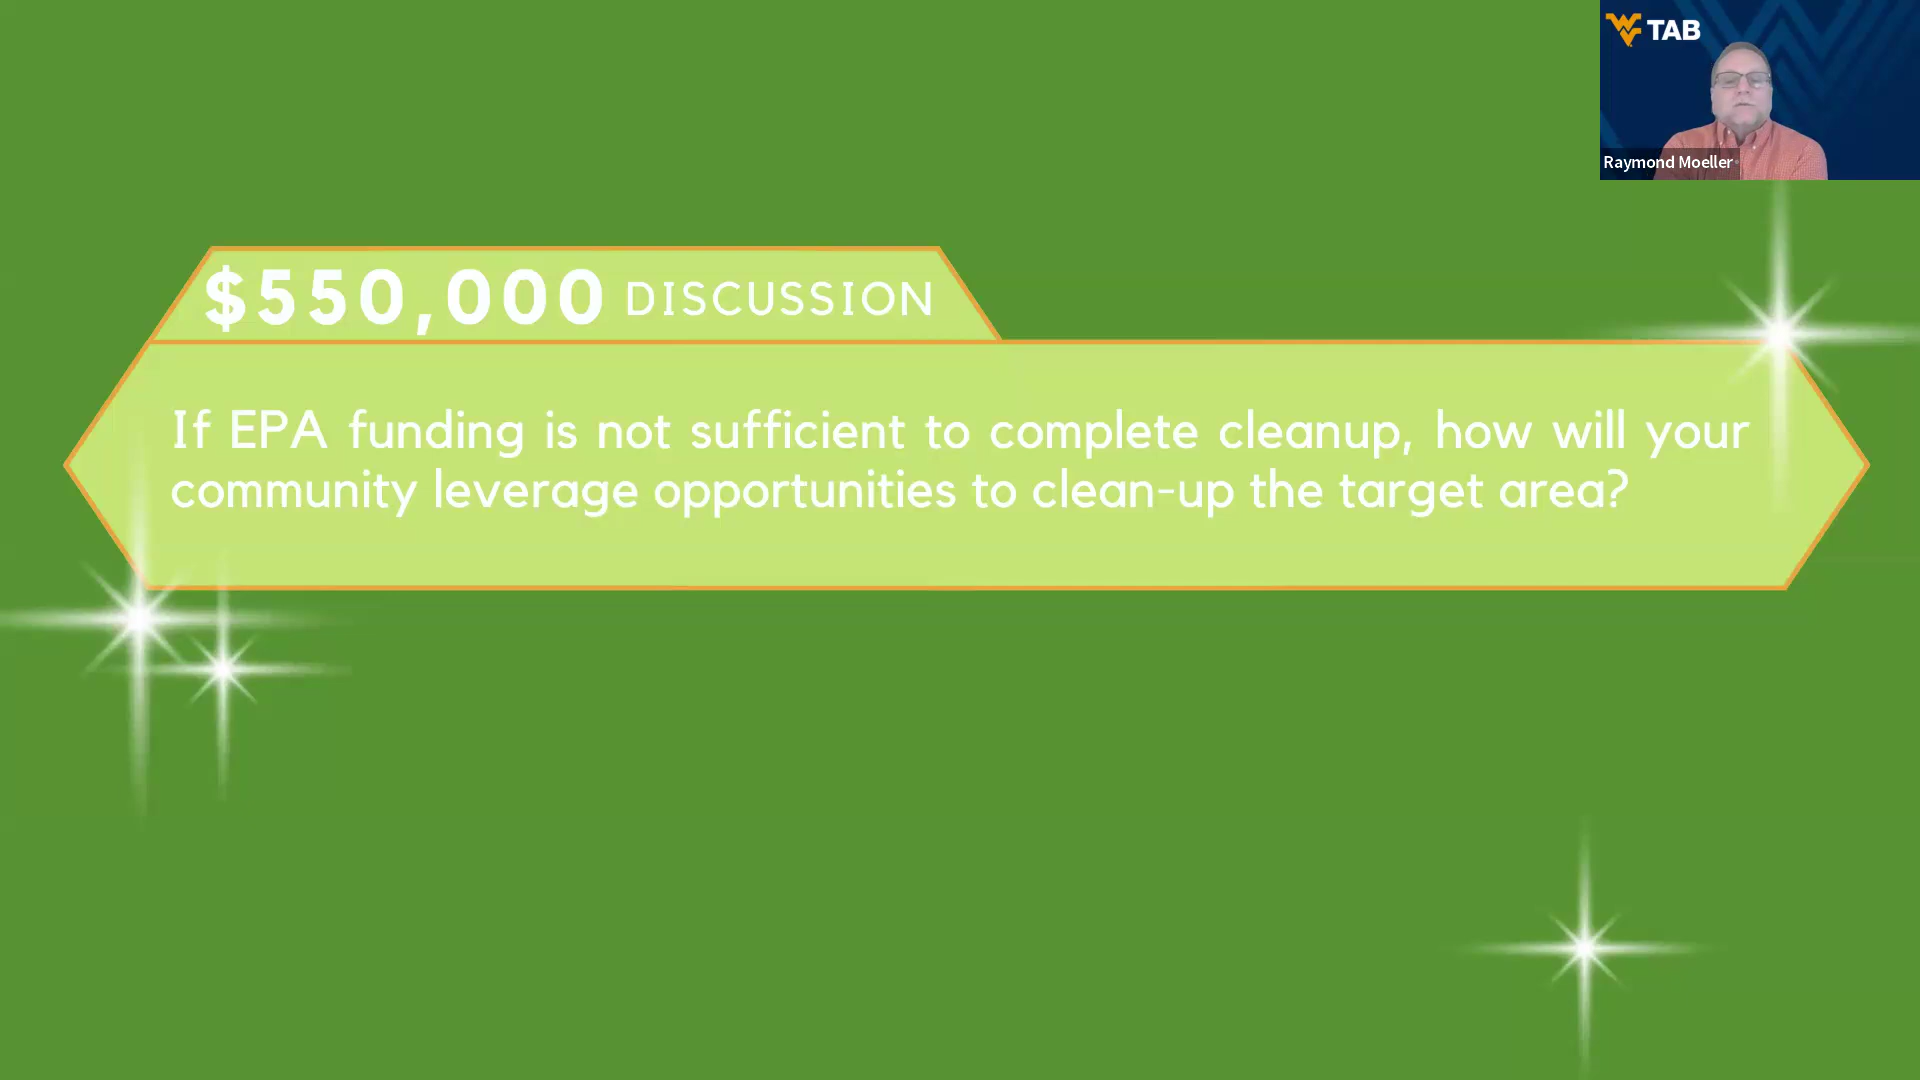 TAB
Raymond Moeller
$550,000 DISCUSSION
If EPA funding is not sufficient to complete cleanup, how will your
community leverage opportunities to clean-up the target area?